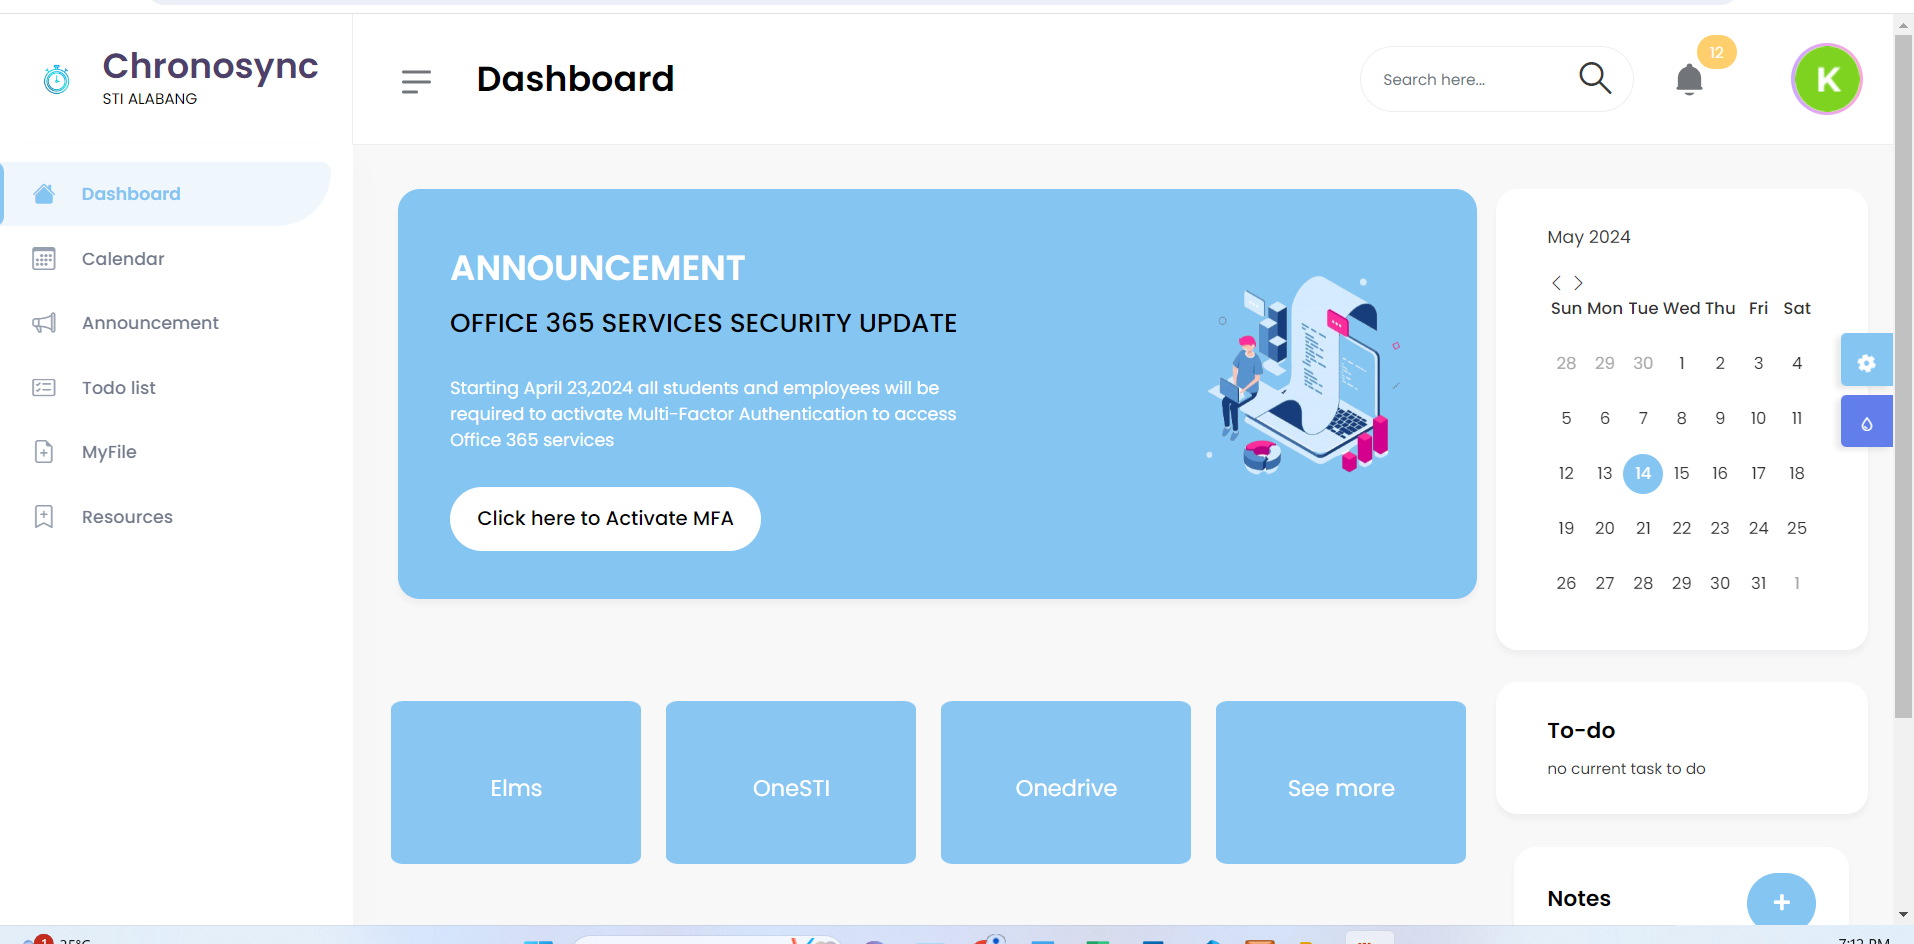 Chronosync
STI ALABANG
Dashboard
Search here...
12
K
Dashboard
Calendar
Announcement
Todo list
MyFile
Resources
ANNOUNCEMENT
OFFICE 365 SERVICES SECURITY UPDATE
Starting April 23,2024 all students and employees will be
required to activate Multi-Factor Authentication to access
Office 365 services
Click here to Activate MFA
Elms
OneSTI
Onedrive
See more
May 2024
Sun Mon Tue Wed Thu Fri Sat
28 29 30 1 2 3 4
5 6 7 8 9 10 11
12 13 14 15 16 17 18
19 20 21 22 23 24 25
26 27 28 29 30 31 1
To-do
no current task to do
Notes
+
1